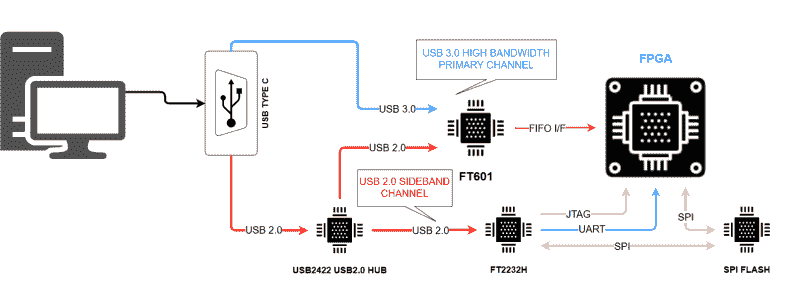 USB 3.0 HIGH BANDWIDTH
PRIMARY CHANNEL
FPGA
USB TYPE C
USB 3.0
FIFO I/F
USB 2.0
FT601
USB 2.0 SIDEBAND
CHANNEL
USB 2.0
USB 2.0
JTAG
UART
SPI
SPI
USB2422 USB2.0 HUB
FT2232H
SPI FLASH